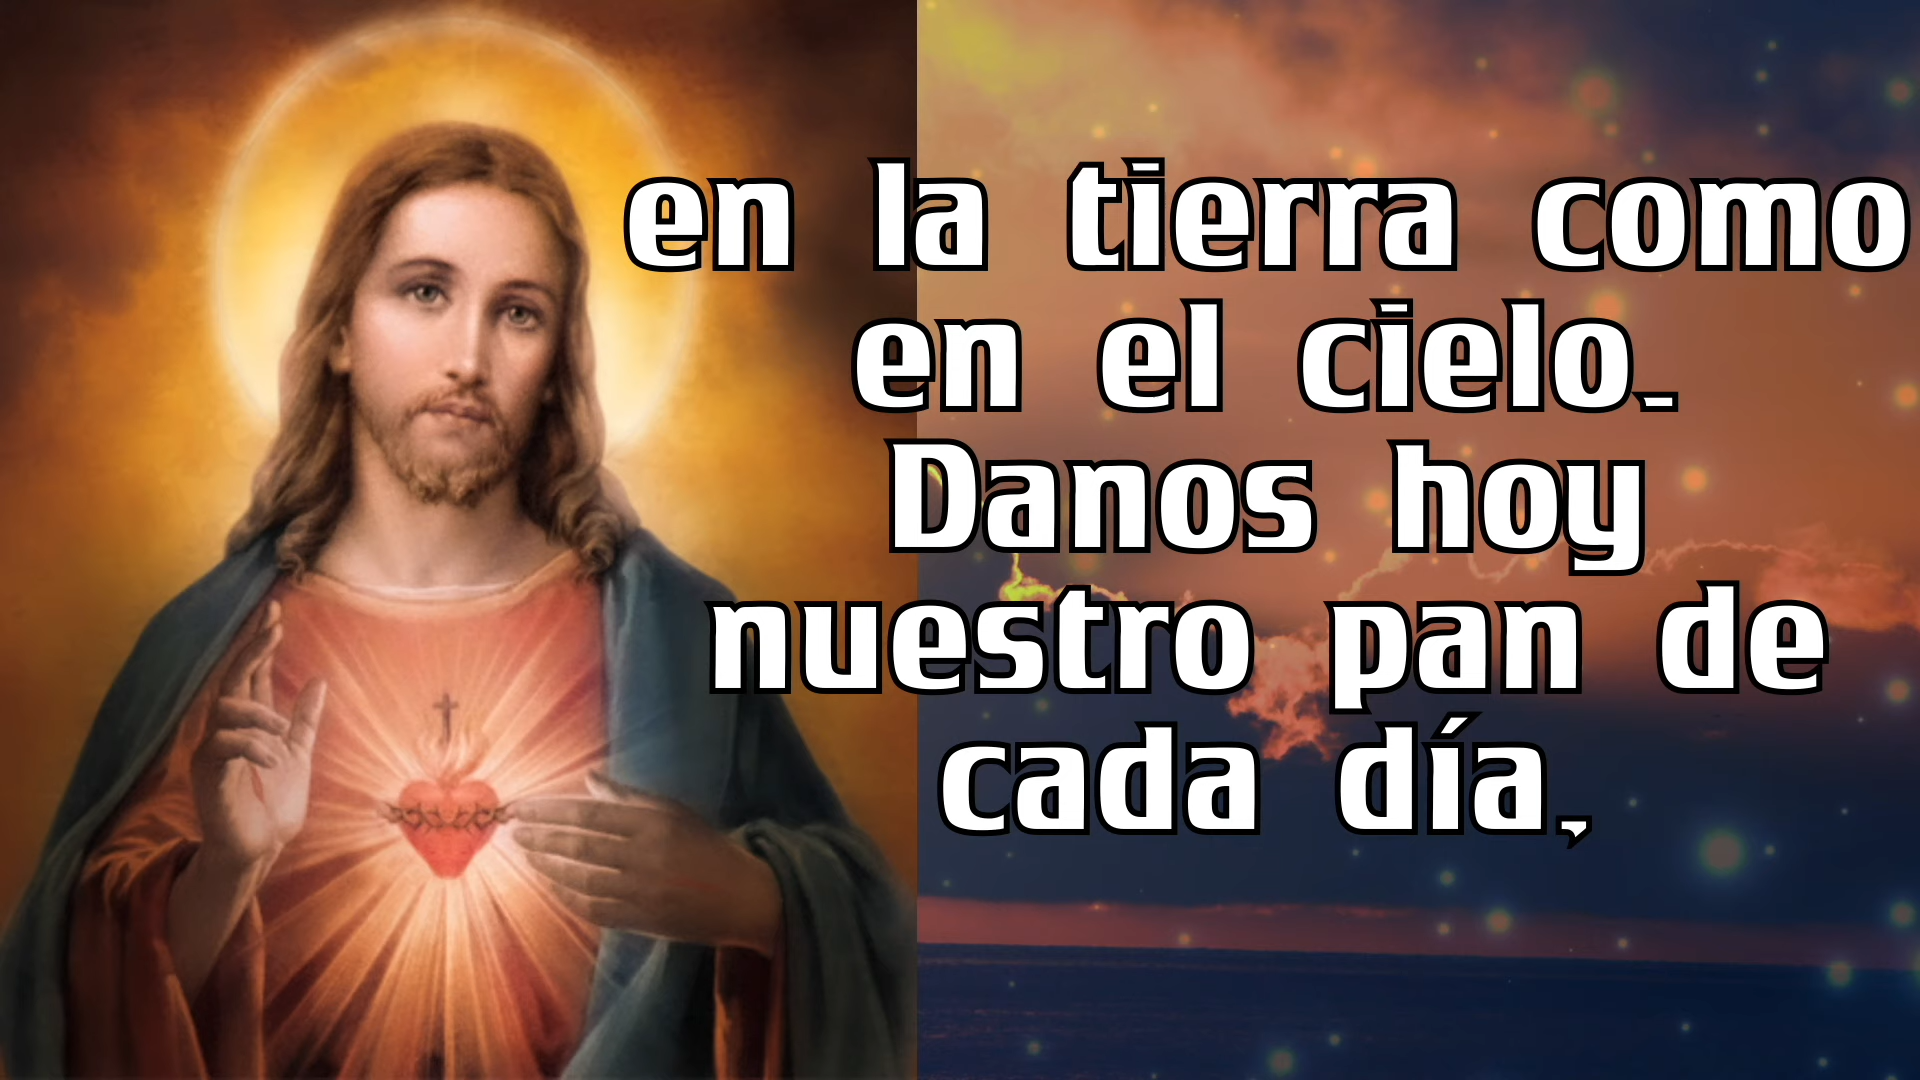 en la tierra como
en el cielo.
Danos hoy
nuestro pan de
cada día,